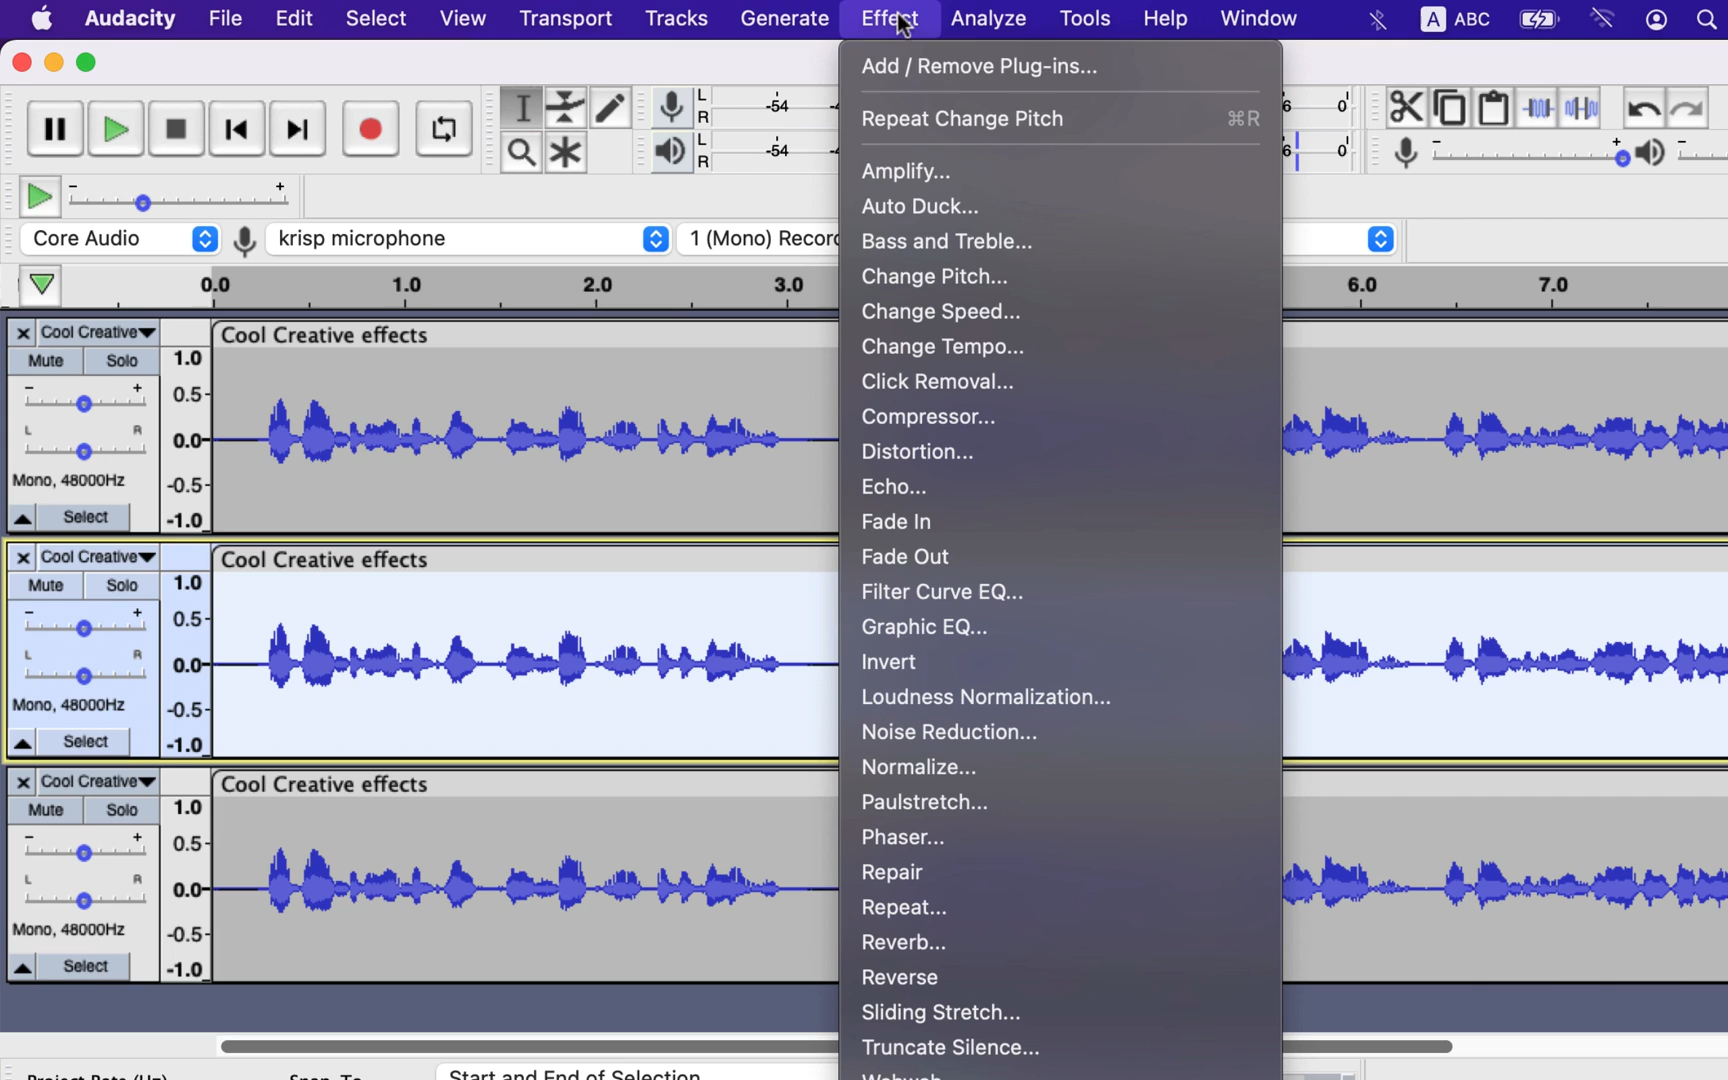 Audacity File Edit Select View Transport Tracks Generate Effect Analyze Tools Help Window A ABC
Add / Remove Plug-ins...
Repeat Change Pitch ⌘R
Amplify...
Auto Duck...
Bass and Treble...
Change Pitch...
Change Speed...
Change Tempo...
Click Removal...
Compressor...
Distortion...
Echo...
Fade In
Fade Out
Filter Curve EQ...
Graphic EQ...
Invert
Loudness Normalization...
Noise Reduction...
Normalize...
Paulstretch...
Phaser...
Repair
Repeat...
Reverb...
Reverse
Sliding Stretch...
Truncate Silence...
L
R
-54
0
L
R
-54
0
Core Audio krisp microphone 1 (Mono)
0.0 1.0 2.0 3.0 6.0 7.0
Cool Creative Cool Creative effects
Mute Solo
- +
L R
Mono, 48000Hz
Select
1.0
0.5
0.0
-0.5
-1.0
Cool Creative Cool Creative effects
Mute Solo
- +
L R
Mono, 48000Hz
Select
1.0
0.5
0.0
-0.5
-1.0
Cool Creative Cool Creative effects
Mute Solo
- +
L R
Mono, 48000Hz
Select
1.0
0.5
0.0
-0.5
-1.0
Project Rate (Hz) Snap-To Start and End of Selection